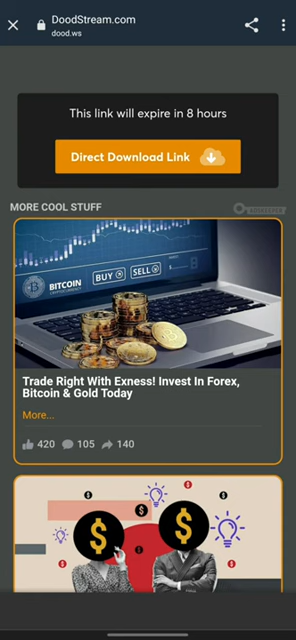 DoodStream.com
dood.ws
This link will expire in 8 hours
Direct Download Link
MORE COOL STUFF
BITCOIN
BUY
SELL
Trade Right With Exness! Invest In Forex,
Bitcoin & Gold Today
More...
420
105
140